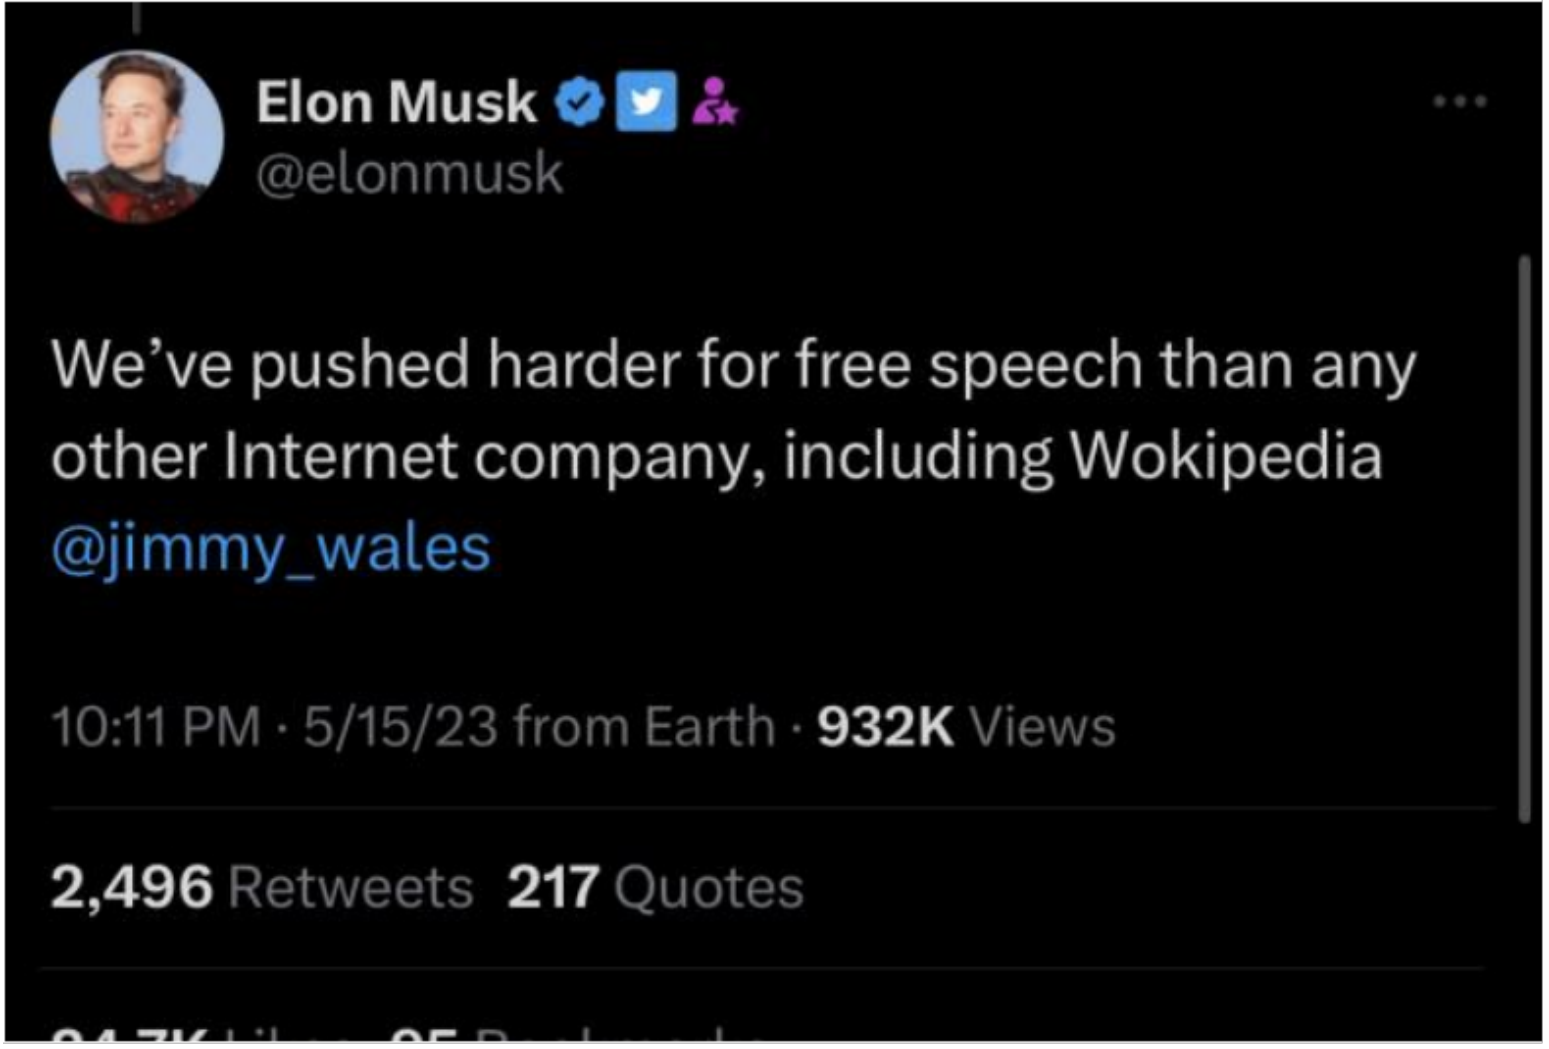 Elon Musk
@elonmusk
We’ve pushed harder for free speech than any
other Internet company, including Wokipedia
@jimmy_wales
10:11 PM · 5/15/23 from Earth · 932K Views
2,496 Retweets 217 Quotes